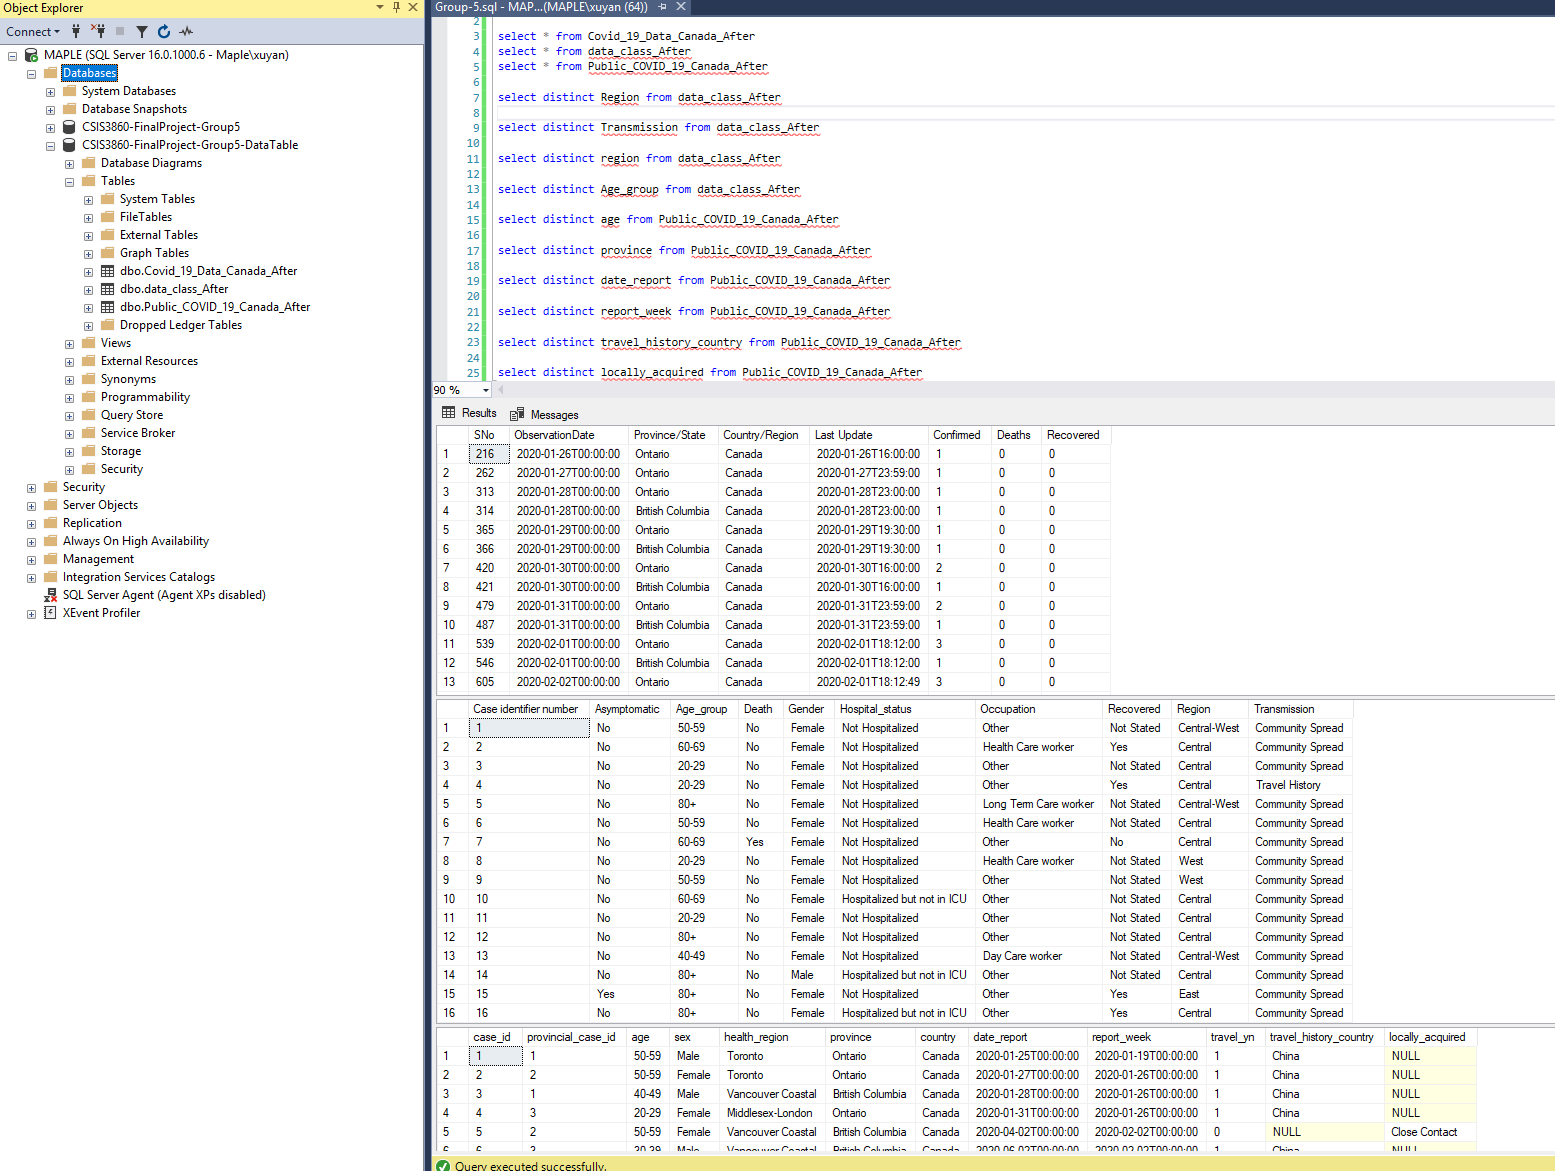 Object Explorer
Connect
MAPLE (SQL Server 16.0.1000.6 - Maple\xuyan)
Databases
System Databases
Database Snapshots
CSIS3860-FinalProject-Group5
CSIS3860-FinalProject-Group5-DataTable
Database Diagrams
Tables
System Tables
FileTables
External Tables
Graph Tables
dbo.Covid_19_Data_Canada_After
dbo.data_class_After
dbo.Public_COVID_19_Canada_After
Dropped Ledger Tables
Views
External Resources
Synonyms
Programmability
Query Store
Service Broker
Storage
Security
Security
Server Objects
Replication
Always On High Availability
Management
Integration Services Catalogs
SQL Server Agent (Agent XPs disabled)
XEvent Profiler
Group-5.sql - MAP...(MAPLE\xuyan (64))
2
3 select * from Covid_19_Data_Canada_After
4 select * from data_class_After
5 select * from Public_COVID_19_Canada_After
6
7 select distinct Region from data_class_After
8
9 select distinct Transmission from data_class_After
10
11 select distinct region from data_class_After
12
13 select distinct Age_group from data_class_After
14
15 select distinct age from Public_COVID_19_Canada_After
16
17 select distinct province from Public_COVID_19_Canada_After
18
19 select distinct date_report from Public_COVID_19_Canada_After
20
21 select distinct report_week from Public_COVID_19_Canada_After
22
23 select distinct travel_history_country from Public_COVID_19_Canada_After
24
25 select distinct locally_acquired from Public_COVID_19_Canada_After
90 %
Results Messages
SNo ObservationDate Province/State Country/Region Last Update Confirmed Deaths Recovered
1 216 2020-01-26T00:00:00 Ontario Canada 2020-01-26T16:00:00 1 0 0
2 262 2020-01-27T00:00:00 Ontario Canada 2020-01-27T23:59:00 1 0 0
3 313 2020-01-28T00:00:00 Ontario Canada 2020-01-28T23:00:00 1 0 0
4 314 2020-01-28T00:00:00 British Columbia Canada 2020-01-28T23:00:00 1 0 0
5 365 2020-01-29T00:00:00 Ontario Canada 2020-01-29T19:30:00 1 0 0
6 366 2020-01-29T00:00:00 British Columbia Canada 2020-01-29T19:30:00 1 0 0
7 420 2020-01-30T00:00:00 Ontario Canada 2020-01-30T16:00:00 2 0 0
8 421 2020-01-30T00:00:00 British Columbia Canada 2020-01-30T16:00:00 1 0 0
9 479 2020-01-31T00:00:00 Ontario Canada 2020-01-31T23:59:00 2 0 0
10 487 2020-01-31T00:00:00 British Columbia Canada 2020-01-31T23:59:00 1 0 0
11 539 2020-02-01T00:00:00 Ontario Canada 2020-02-01T18:12:00 3 0 0
12 546 2020-02-01T00:00:00 British Columbia Canada 2020-02-01T18:12:00 1 0 0
13 605 2020-02-02T00:00:00 Ontario Canada 2020-02-01T18:12:49 3 0 0
Case identifier number Asymptomatic Age_group Death Gender Hospital_status Occupation Recovered Region Transmission
1 1 No 50-59 No Female Not Hospitalized Other Not Stated Central-West Community Spread
2 2 No 60-69 No Female Not Hospitalized Health Care worker Yes Central Community Spread
3 3 No 20-29 No Female Not Hospitalized Other Not Stated Central Community Spread
4 4 No 20-29 No Female Not Hospitalized Other Yes Central Travel History
5 5 No 80+ No Female Not Hospitalized Long Term Care worker Not Stated Central-West Community Spread
6 6 No 50-59 No Female Not Hospitalized Health Care worker Not Stated Central Community Spread
7 7 No 60-69 Yes Female Not Hospitalized Other No Central Community Spread
8 8 No 20-29 No Female Not Hospitalized Health Care worker Not Stated West Community Spread
9 9 No 50-59 No Female Not Hospitalized Other Not Stated West Community Spread
10 10 No 60-69 No Female Hospitalized but not in ICU Other Not Stated Central Community Spread
11 11 No 20-29 No Female Not Hospitalized Other Not Stated Central Community Spread
12 12 No 80+ No Female Not Hospitalized Other Not Stated Central Community Spread
13 13 No 40-49 No Female Not Hospitalized Day Care worker Not Stated Central-West Community Spread
14 14 No 80+ No Male Hospitalized but not in ICU Other Not Stated Central Community Spread
15 15 Yes 80+ No Female Not Hospitalized Other Yes East Community Spread
16 16 No 80+ No Female Hospitalized but not in ICU Other Yes Central Community Spread
case_id provincial_case_id age sex health_region province country date_report report_week travel_yn travel_history_country locally_acquired
1 1 1 50-59 Male Toronto Ontario Canada 2020-01-25T00:00:00 2020-01-19T00:00:00 1 China NULL
2 2 2 50-59 Female Toronto Ontario Canada 2020-01-27T00:00:00 2020-01-26T00:00:00 1 China NULL
3 3 1 40-49 Male Vancouver Coastal British Columbia Canada 2020-01-28T00:00:00 2020-01-26T00:00:00 1 China NULL
4 4 3 20-29 Female Middlesex-London Ontario Canada 2020-01-31T00:00:00 2020-01-26T00:00:00 1 China NULL
5 5 2 50-59 Female Vancouver Coastal British Columbia Canada 2020-04-02T00:00:00 2020-02-02T00:00:00 0 NULL Close Contact
6 6 3 30-39 Male Vancouver Coastal British Columbia Canada 2020-06-02T00:00:00 2020-02-02T00:00:00 1 China NULL
Query executed successfully.